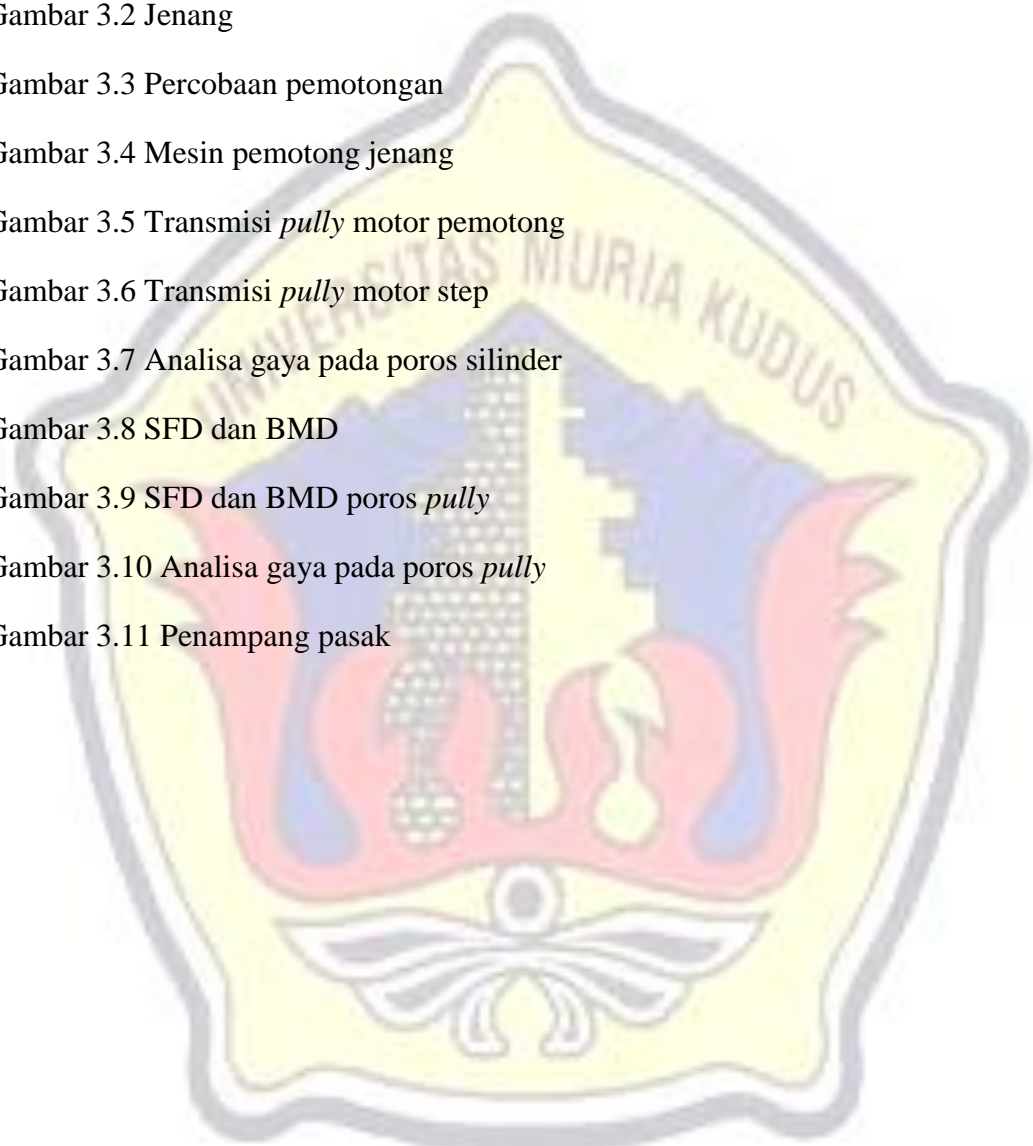 Gambar 3.2 Jenang
Gambar 3.3 Percobaan pemotongan
Gambar 3.4 Mesin pemotong jenang
Gambar 3.5 Transmisi pully motor pemotong
Gambar 3.6 Transmisi pully motor step
Gambar 3.7 Analisa gaya pada poros silinder
Gambar 3.8 SFD dan BMD
Gambar 3.9 SFD dan BMD poros pully
Gambar 3.10 Analisa gaya pada poros pully
Gambar 3.11 Penampang pasak
UNIVERSITAS MURIA KUDUS